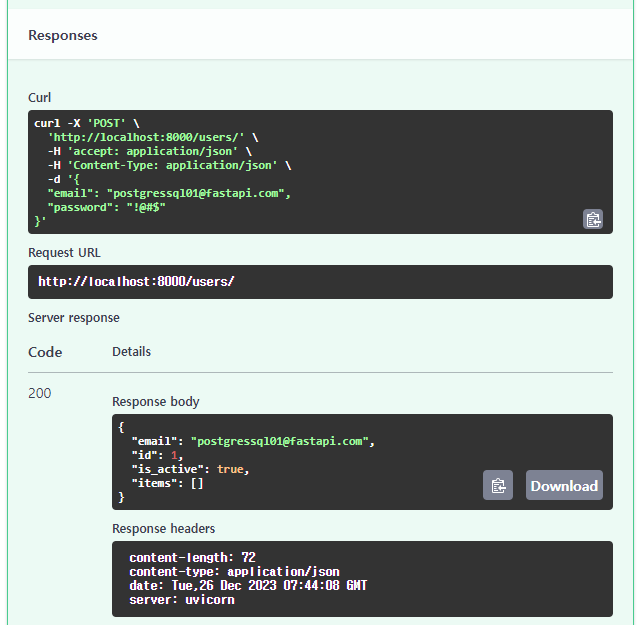 Responses
Curl
curl -X 'POST' \
  'http://localhost:8000/users/' \
  -H 'accept: application/json' \
  -H 'Content-Type: application/json' \
  -d '{
  "email": "postgressql01@fastapi.com",
  "password": "!@#$"
}'
Request URL
http://localhost:8000/users/
Server response
Code Details
200
Response body
{
  "email": "postgressql01@fastapi.com",
  "id": 1,
  "is_active": true,
  "items": []
}
Download
Response headers
content-length: 72
content-type: application/json
date: Tue,26 Dec 2023 07:44:08 GMT
server: uvicorn